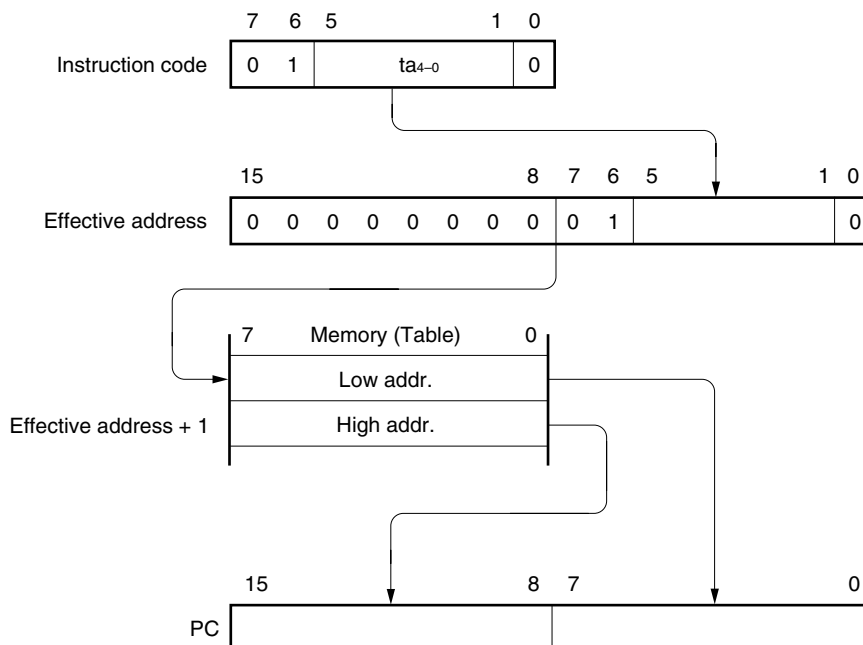 7 6 5 1 0
Instruction code 0 1 ta4–0 0
15 8 7 6 5 1 0
Effective address 0 0 0 0 0 0 0 0 0 1 0
7 Memory (Table) 0
Low addr.
Effective address + 1 High addr.
15 8 7 0
PC